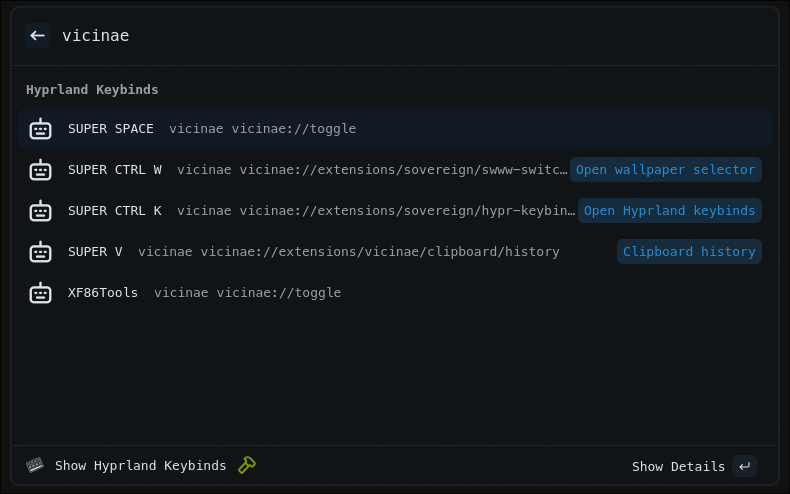 vicinae
Hyprland Keybinds
SUPER SPACE vicinae vicinae://toggle
SUPER CTRL W vicinae vicinae://extensions/sovereign/swww-switc… Open wallpaper selector
SUPER CTRL K vicinae vicinae://extensions/sovereign/hypr-keybin… Open Hyprland keybinds
SUPER V vicinae vicinae://extensions/vicinae/clipboard/history Clipboard history
XF86Tools vicinae vicinae://toggle
Show Hyprland Keybinds Show Details